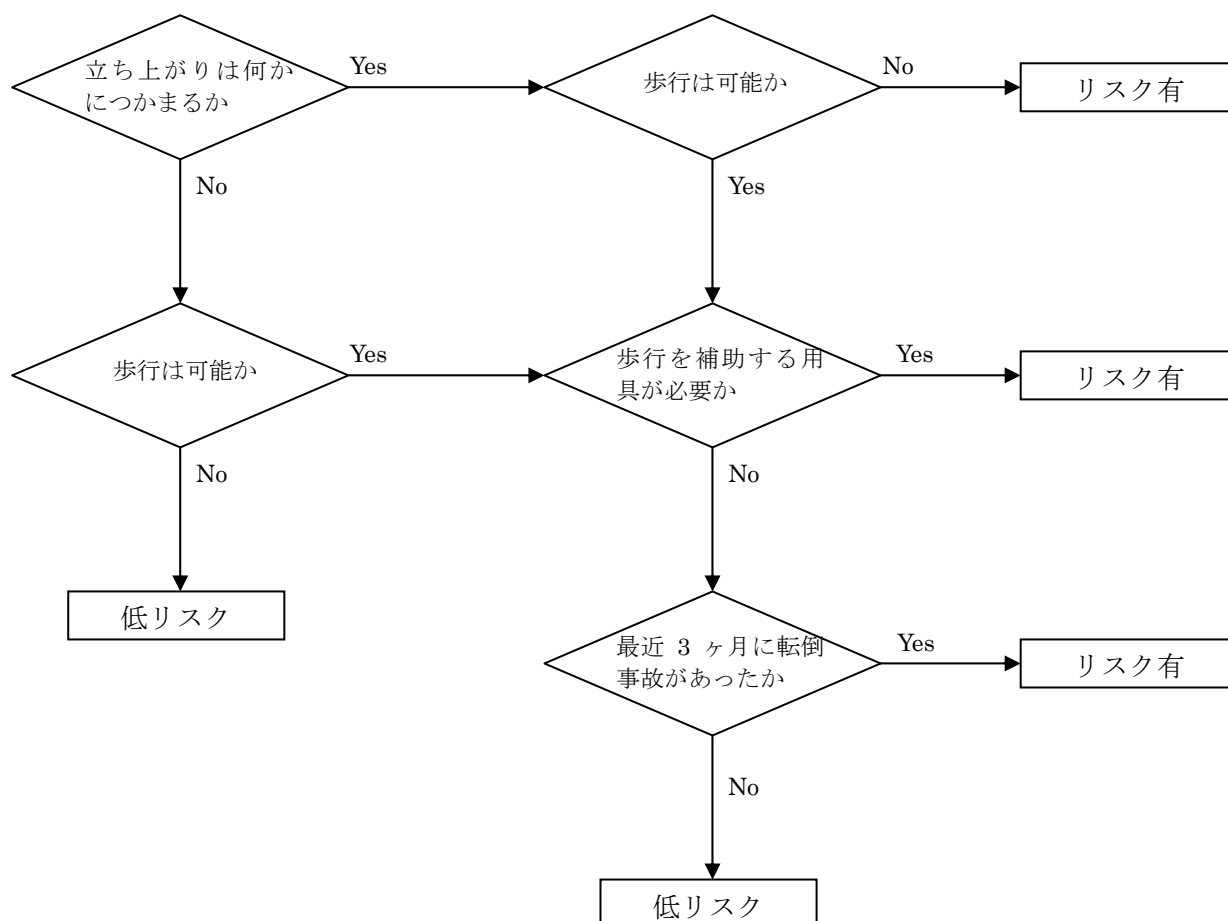 立ち上がりは何か
につかまるか
Yes
歩行は可能か
No
リスク有
No
Yes
歩行は可能か
Yes
歩行を補助する用
具が必要か
Yes
リスク有
No
No
低リスク
最近 3 ヶ月に転倒
事故があったか
Yes
リスク有
No
低リスク